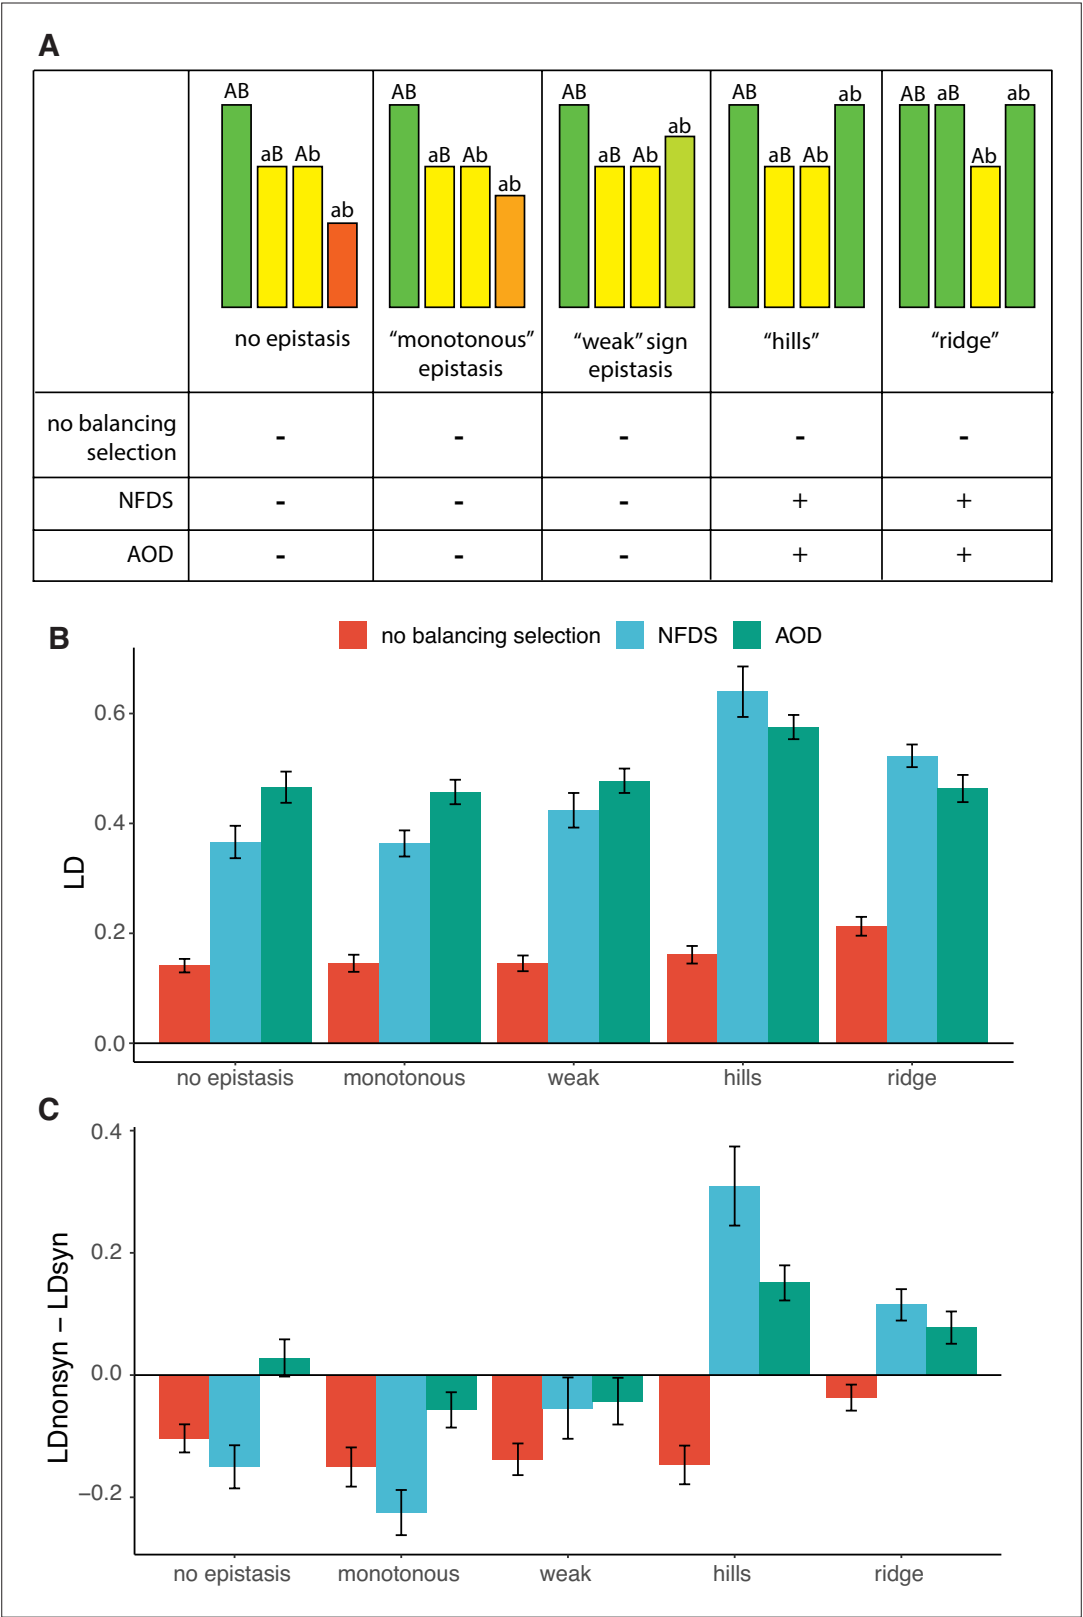 A
AB
aB Ab
ab
no epistasis
AB
aB Ab
ab
“monotonous”
epistasis
AB
aB Ab
ab
“weak” sign
epistasis
AB
aB Ab
ab
“hills”
AB aB
Ab
ab
“ridge”
no balancing
selection
- - - - -
NFDS
- - - + +
AOD
- - - + +
B
no balancing selection NFDS AOD
LD
0.6
0.4
0.2
0.0
no epistasis monotonous weak hills ridge
C
LDnonsyn – LDsyn
0.4
0.2
0.0
−0.2
no epistasis monotonous weak hills ridge